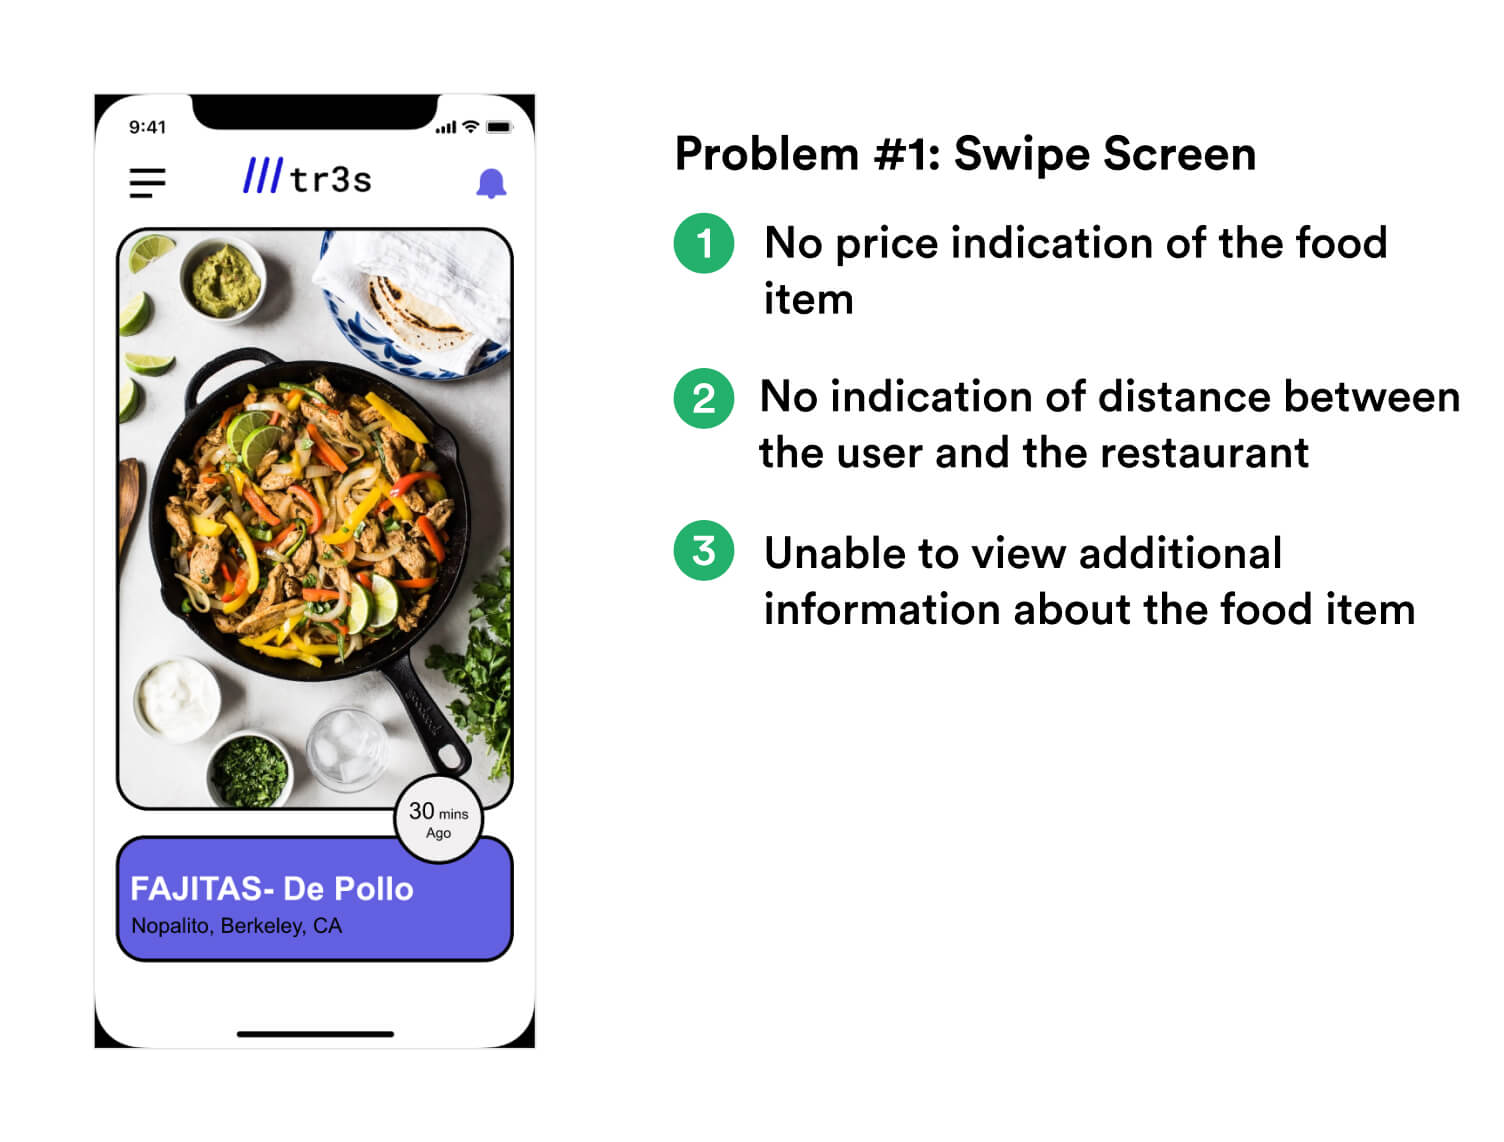 9:41
tr3s
30 mins
Ago
FAJITAS- De Pollo
Nopalito, Berkeley, CA
Problem #1: Swipe Screen
1 No price indication of the food
item
2 No indication of distance between
the user and the restaurant
3 Unable to view additional
information about the food item